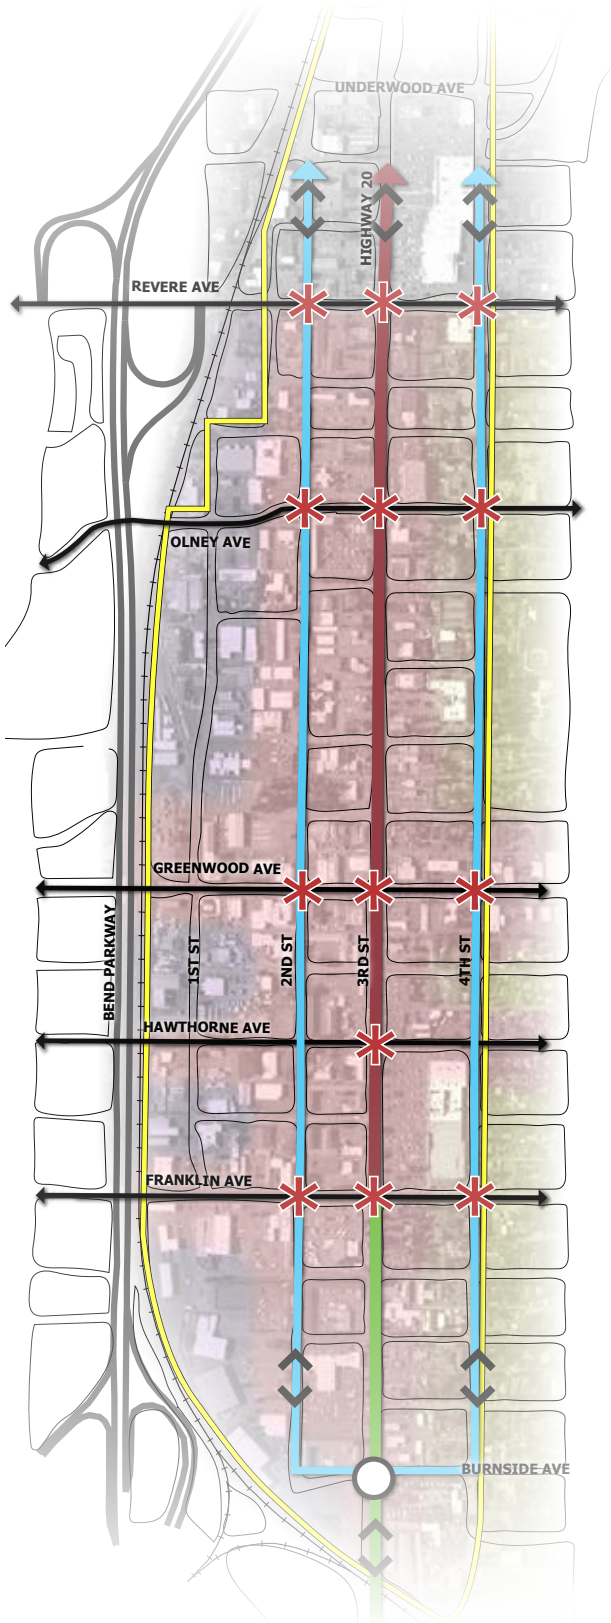 UNDERWOOD AVE
HIGHWAY 20
REVERE AVE
OLNEY AVE
GREENWOOD AVE
BEND PARKWAY
1ST ST
2ND ST
3RD ST
4TH ST
HAWTHORNE AVE
FRANKLIN AVE
BURNSIDE AVE